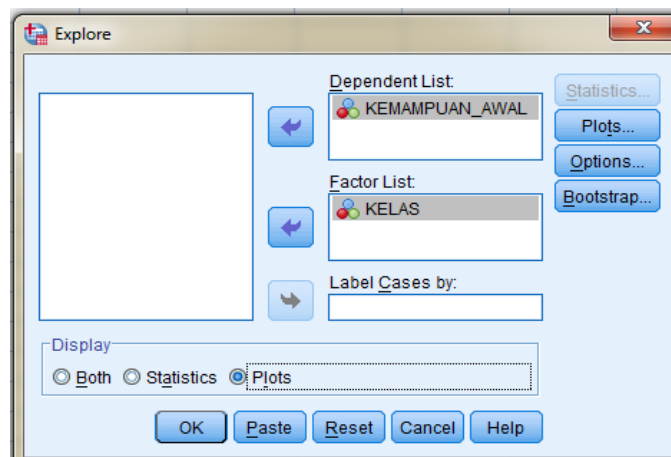 Explore
Dependent List:
KEMAMPUAN_AWAL
Factor List:
KELAS
Label Cases by:
Statistics...
Plots...
Options...
Bootstrap...
Display
Both Statistics Plots
OK Paste Reset Cancel Help